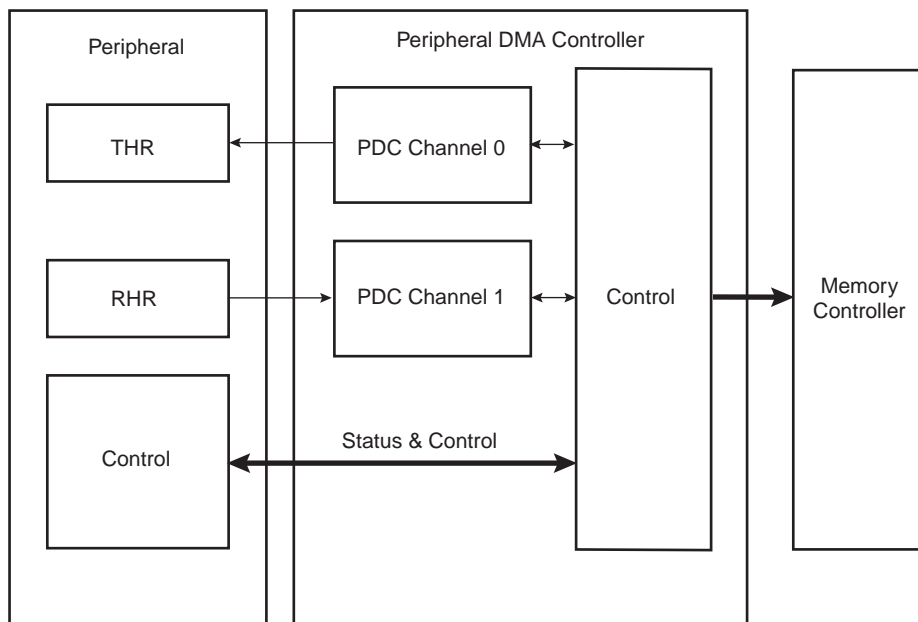 Peripheral
Peripheral DMA Controller
THR
PDC Channel 0
RHR
PDC Channel 1
Control
Memory
Controller
Status & Control
Control